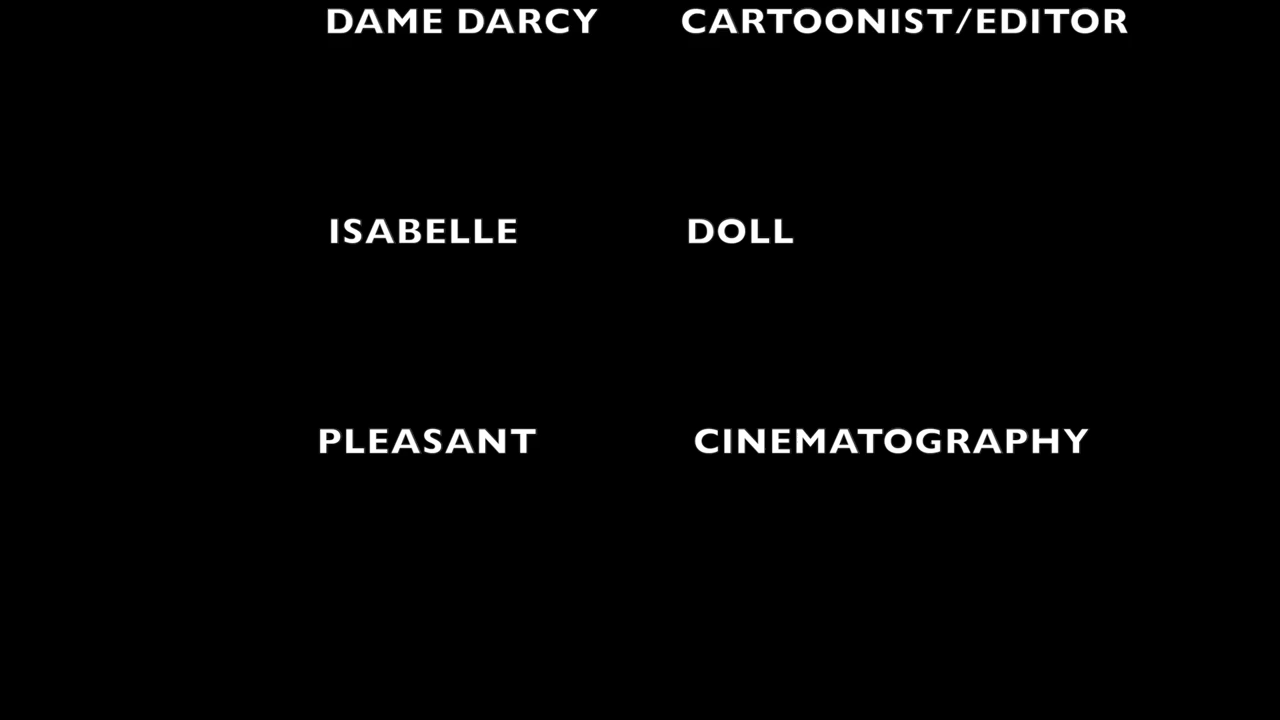 DAME DARCY CARTOONIST/EDITOR
ISABELLE DOLL
PLEASANT CINEMATOGRAPHY